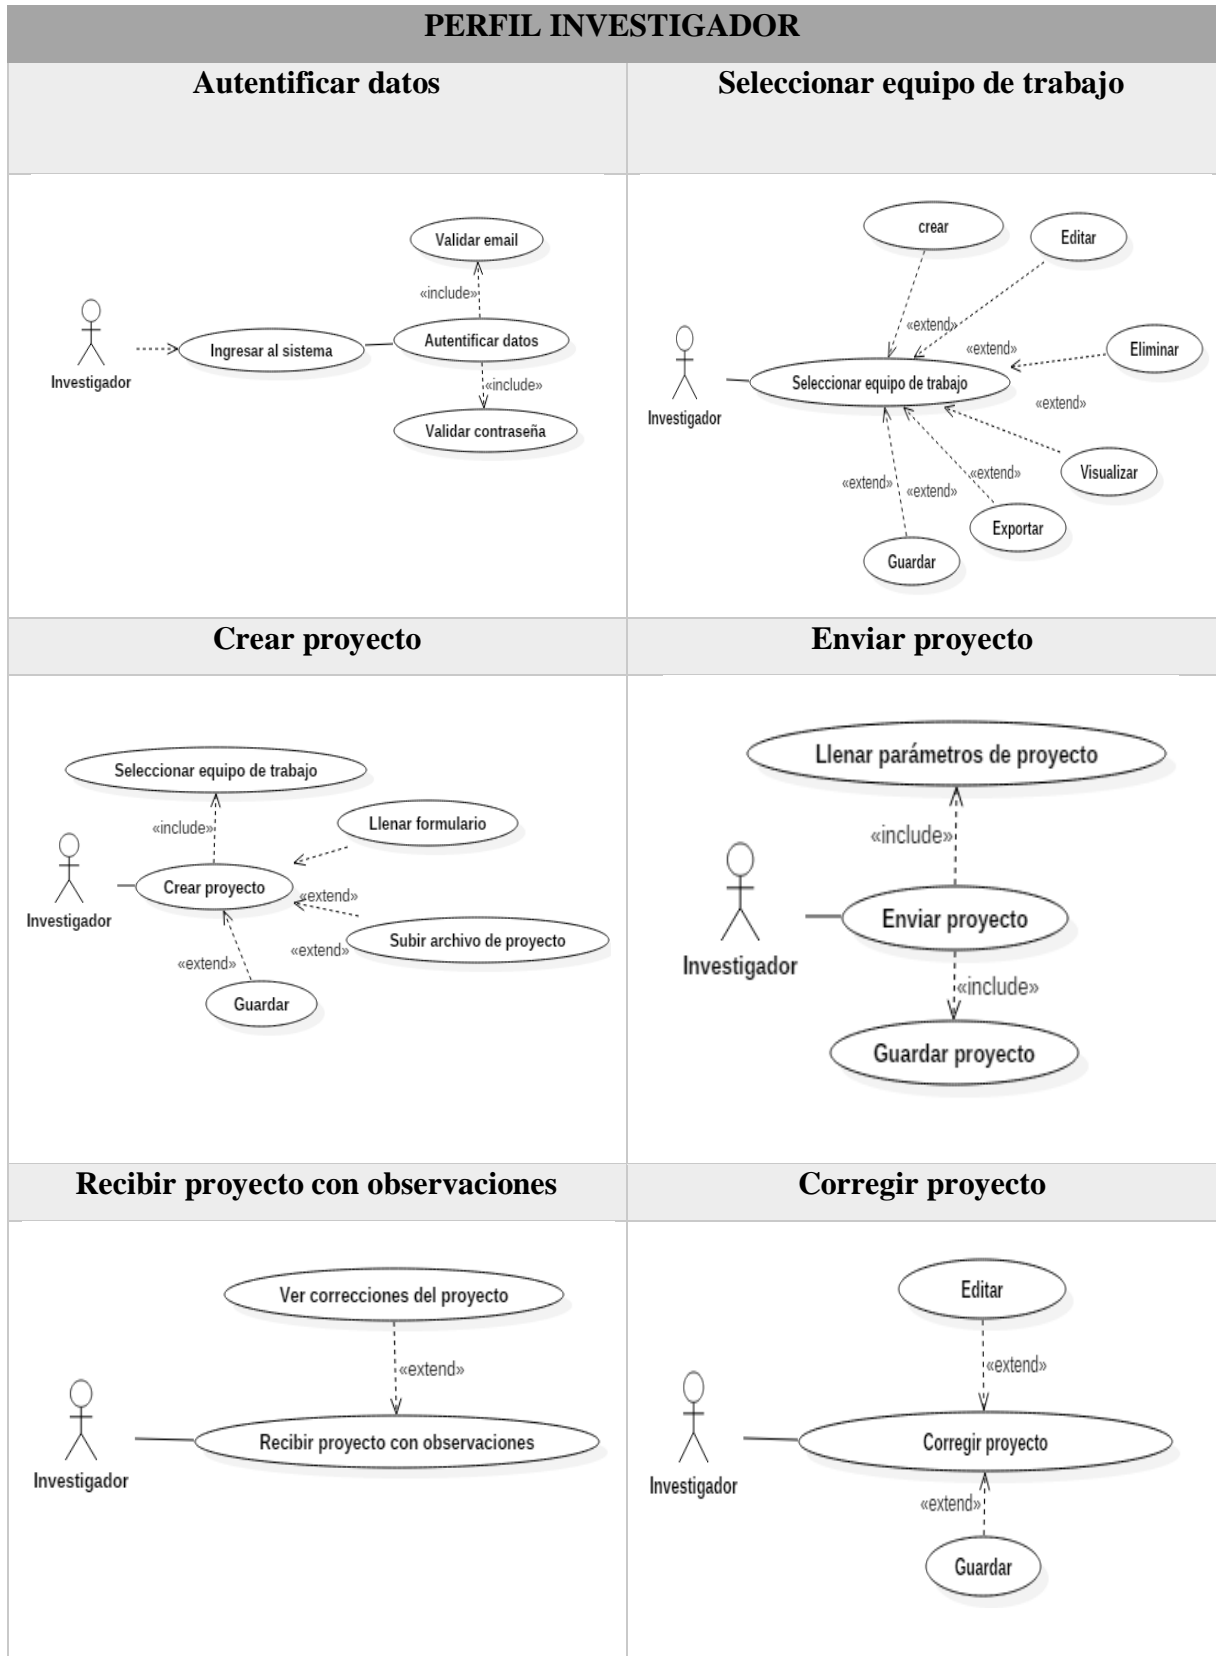 PERFIL INVESTIGADOR
Autentificar datos
Seleccionar equipo de trabajo
Validar email
«include»
Ingresar al sistema
Autentificar datos
Investigador
«include»
Validar contraseña
crear
Editar
«extend»
«extend»
Eliminar
Seleccionar equipo de trabajo
Investigador
«extend»
Visualizar
«extend»
«extend»
«extend»
Exportar
Guardar
Crear proyecto
Enviar proyecto
Seleccionar equipo de trabajo
«include»
Llenar formulario
Crear proyecto
«extend»
Investigador
Subir archivo de proyecto
«extend»
«extend»
Guardar
Llenar parámetros de proyecto
«include»
Enviar proyecto
Investigador
«include»
Guardar proyecto
Recibir proyecto con observaciones
Corregir proyecto
Ver correcciones del proyecto
«extend»
Recibir proyecto con observaciones
Investigador
Editar
«extend»
Corregir proyecto
Investigador
«extend»
Guardar